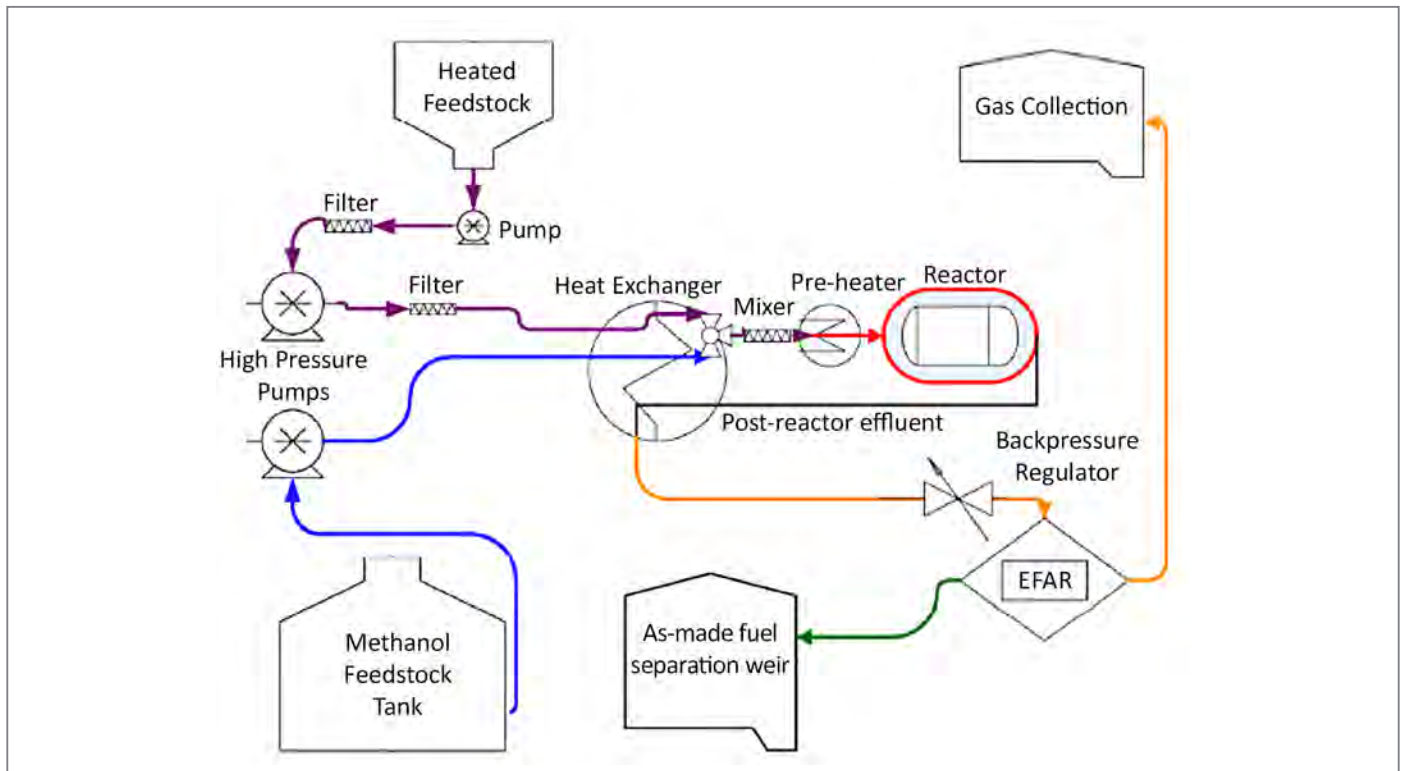 Heated
Feedstock
Gas Collection
Filter
Pump
Filter
Heat Exchanger
Pre-heater
Reactor
Mixer
High Pressure
Pumps
Post-reactor effluent
Backpressure
Regulator
EFAR
Methanol
Feedstock
Tank
As-made fuel
separation weir